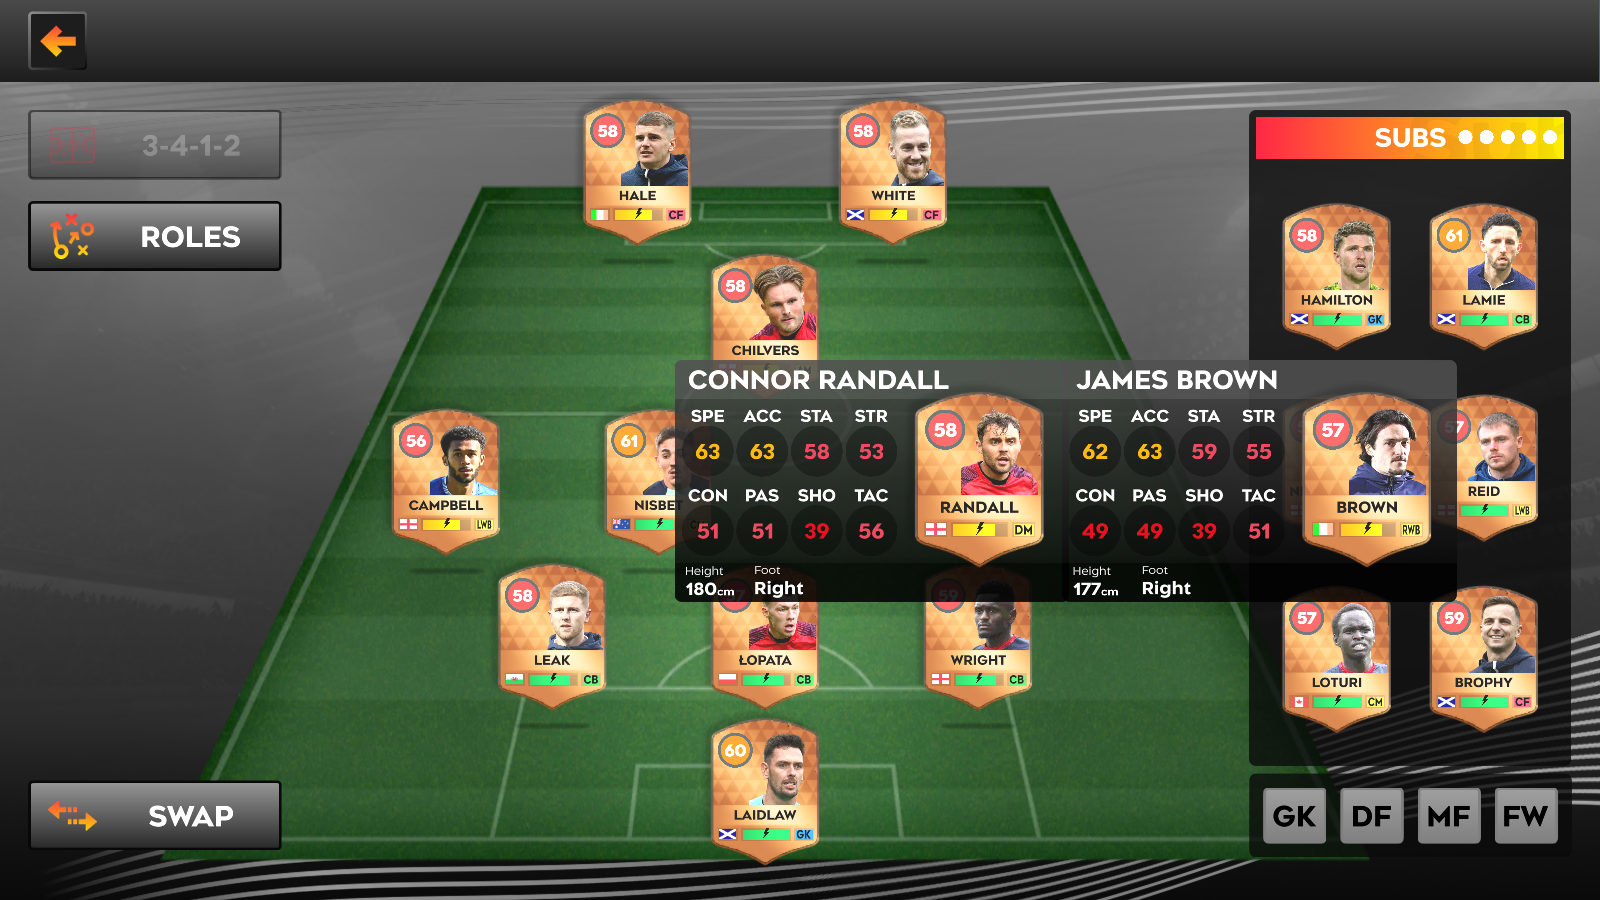 3-4-1-2
ROLES
SUBS
58
HALE
CF
58
WHITE
CF
58
CHILVERS
58
HAMILTON
GK
61
LAMIE
CB
CONNOR RANDALL
SPE ACC STA STR
63 63 58 53
CON PAS SHO TAC
51 51 39 56
Height Foot
180cm Right
58
RANDALL
DM
JAMES BROWN
SPE ACC STA STR
62 63 59 55
CON PAS SHO TAC
49 49 39 51
Height Foot
177cm Right
57
BROWN
RWB
56
CAMPBELL
LWB
61
NISBET
57
REID
LWB
58
LEAK
CB
57
ŁOPATA
CB
59
WRIGHT
CB
57
LOTURI
CM
59
BROPHY
CF
60
LAIDLAW
GK
SWAP
GK DF MF FW